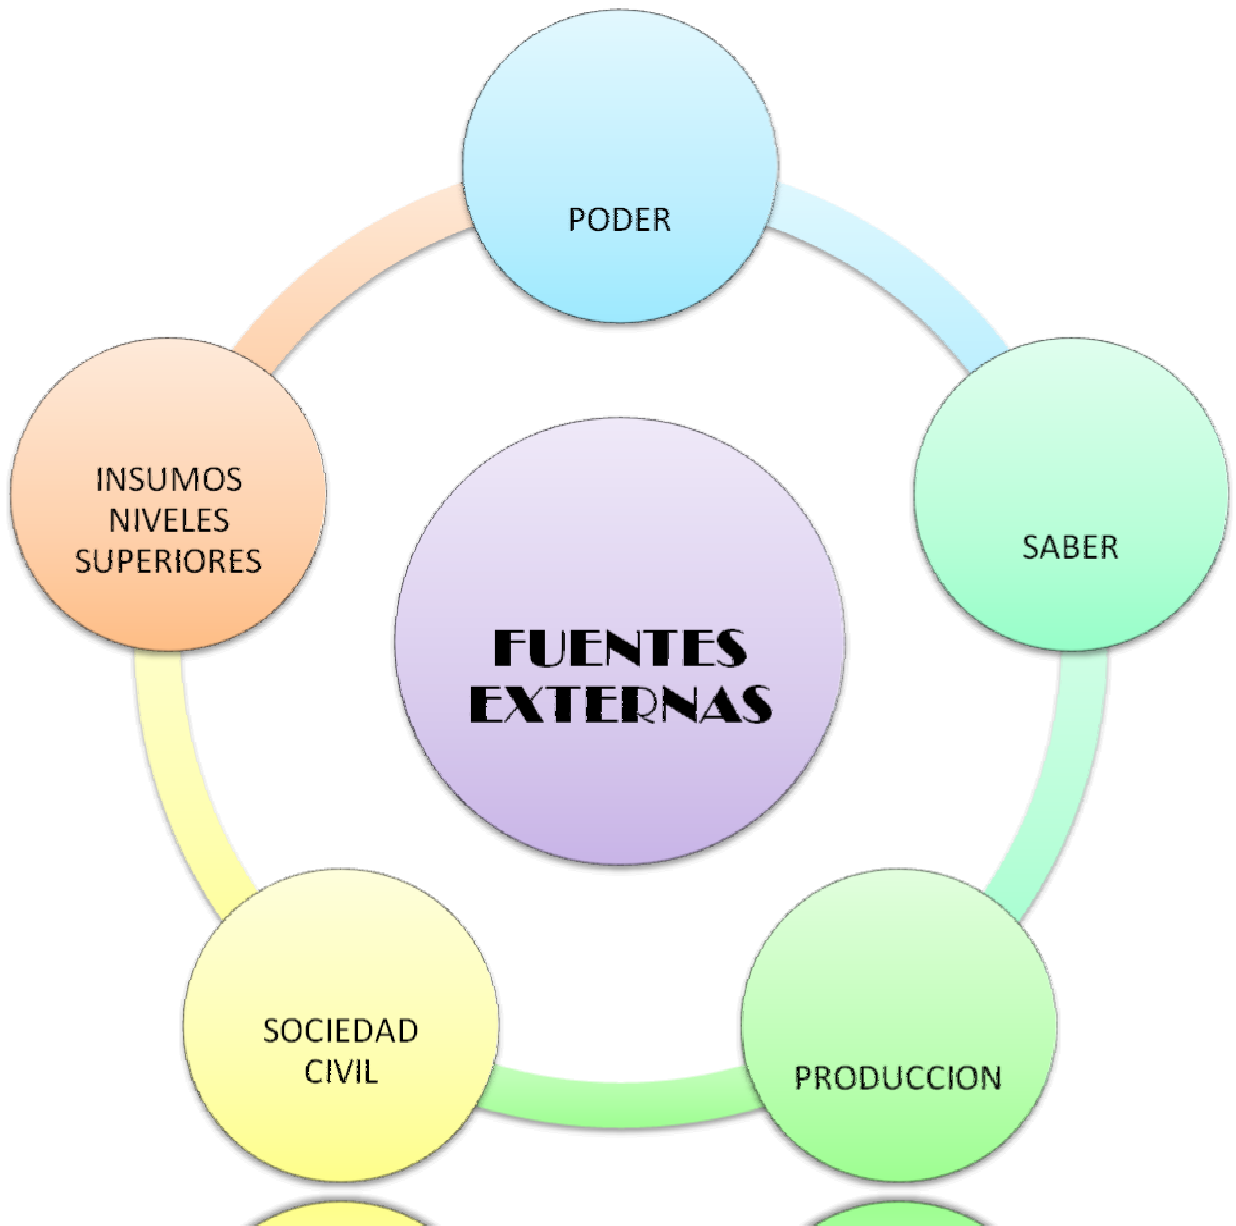 PODER
INSUMOS
NIVELES
SUPERIORES
SABER
FUENTES
EXTERNAS
SOCIEDAD
CIVIL
PRODUCCION